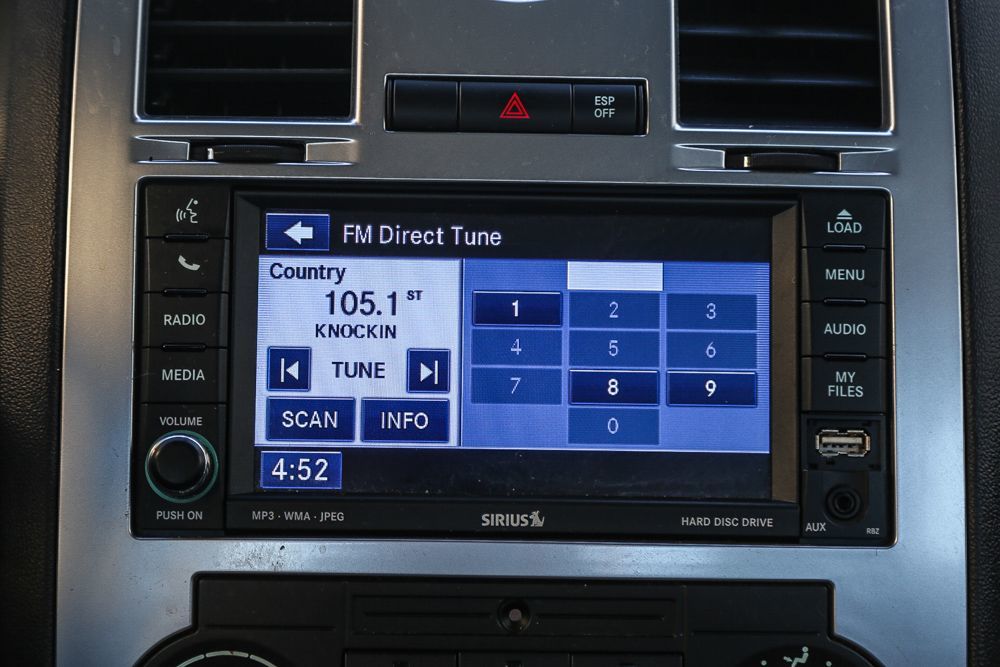 ESP
OFF
FM Direct Tune
Country
105.1 ST
KNOCKIN
TUNE
SCAN
INFO
4:52
1
2
3
4
5
6
7
8
9
0
RADIO
MEDIA
VOLUME
PUSH ON
LOAD
MENU
AUDIO
MY
FILES
AUX
RBZ
MP3 · WMA · JPEG
SIRIUS
HARD DISC DRIVE